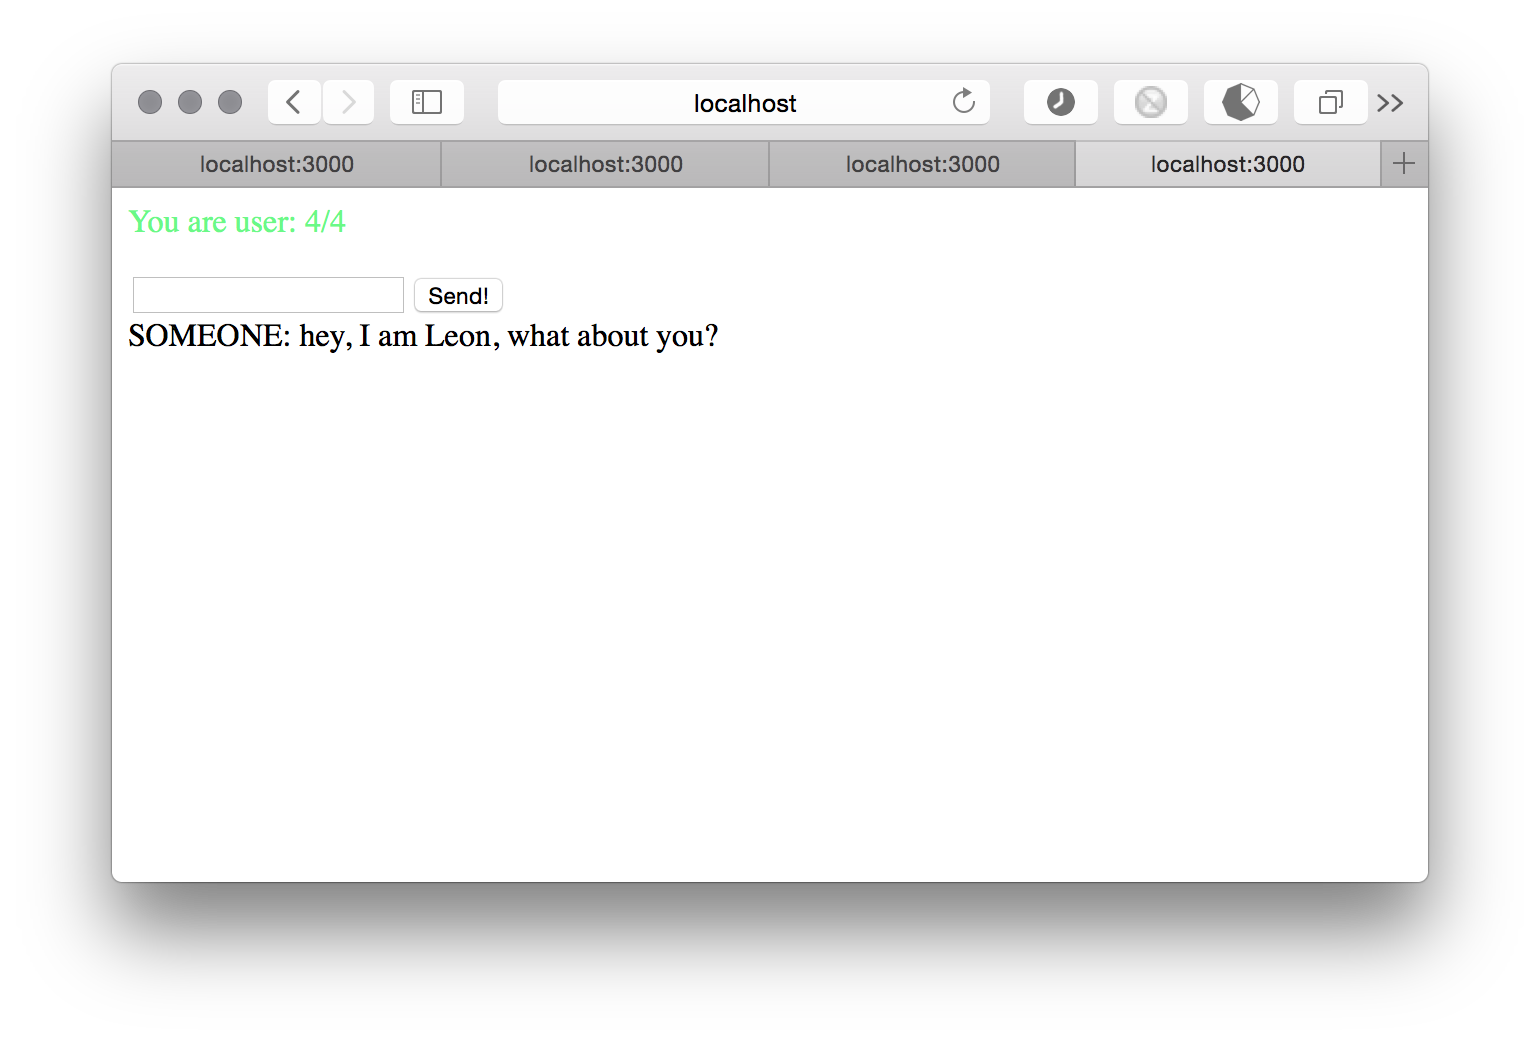 localhost
localhost:3000 localhost:3000 localhost:3000 localhost:3000
You are user: 4/4
Send!
SOMEONE: hey, I am Leon, what about you?